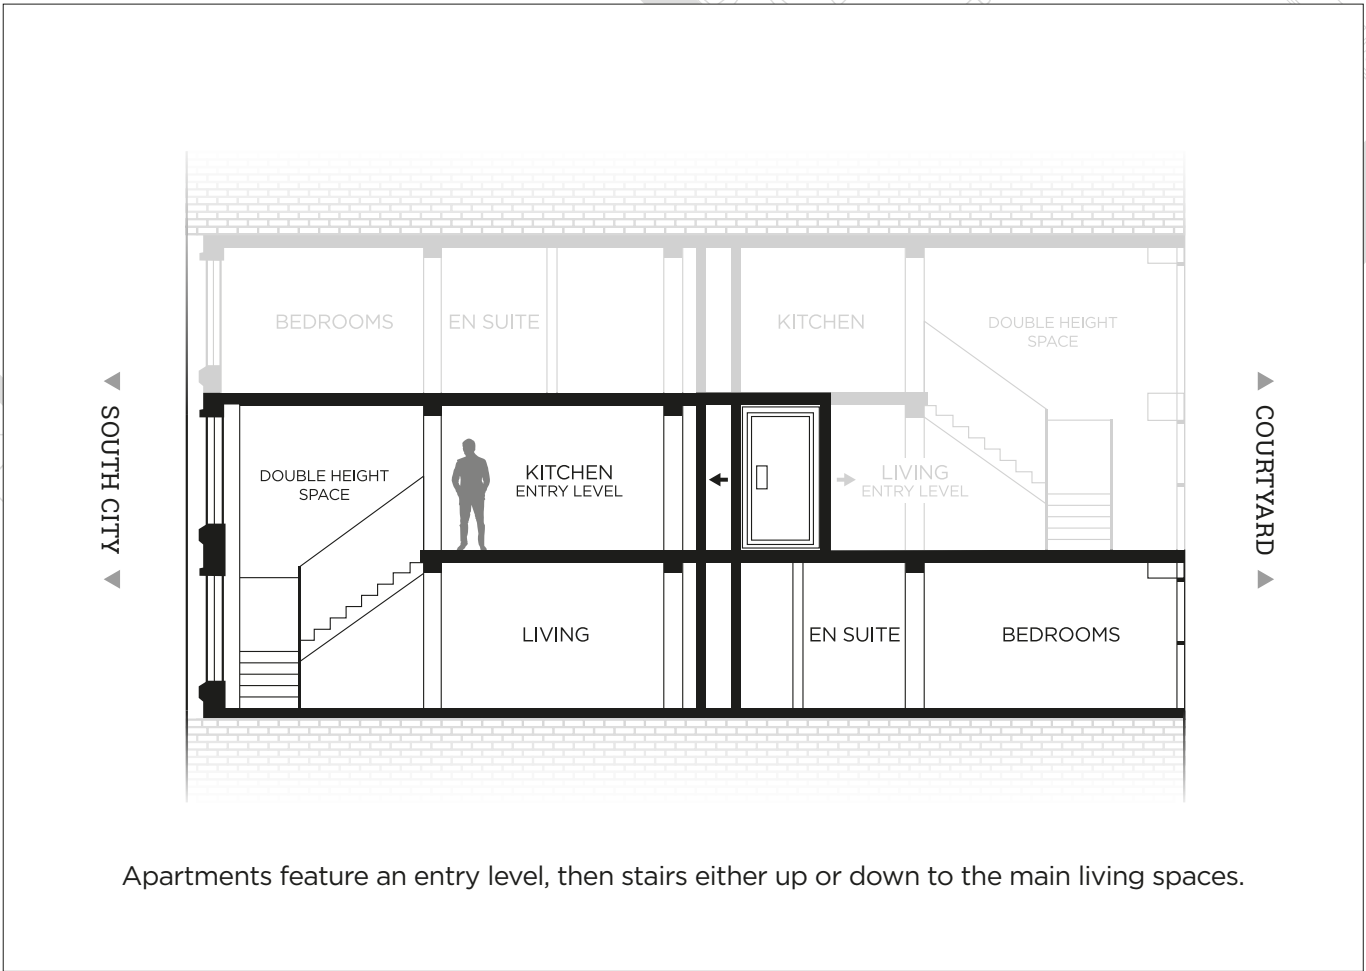 BEDROOMS
EN SUITE
KITCHEN
DOUBLE HEIGHT
SPACE
SOUTH CITY
DOUBLE HEIGHT
SPACE
KITCHEN
ENTRY LEVEL
LIVING
ENTRY LEVEL
COURTYARD
LIVING
EN SUITE
BEDROOMS
Apartments feature an entry level, then stairs either up or down to the main living spaces.